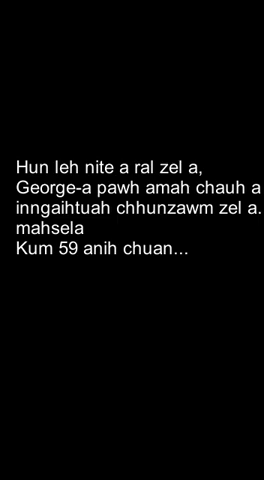 Hun leh nite a ral zel a,
George-a pawh amah chauh a
inngaihtuah chhunzawm zel a.
mahsela
Kum 59 anih chuan...